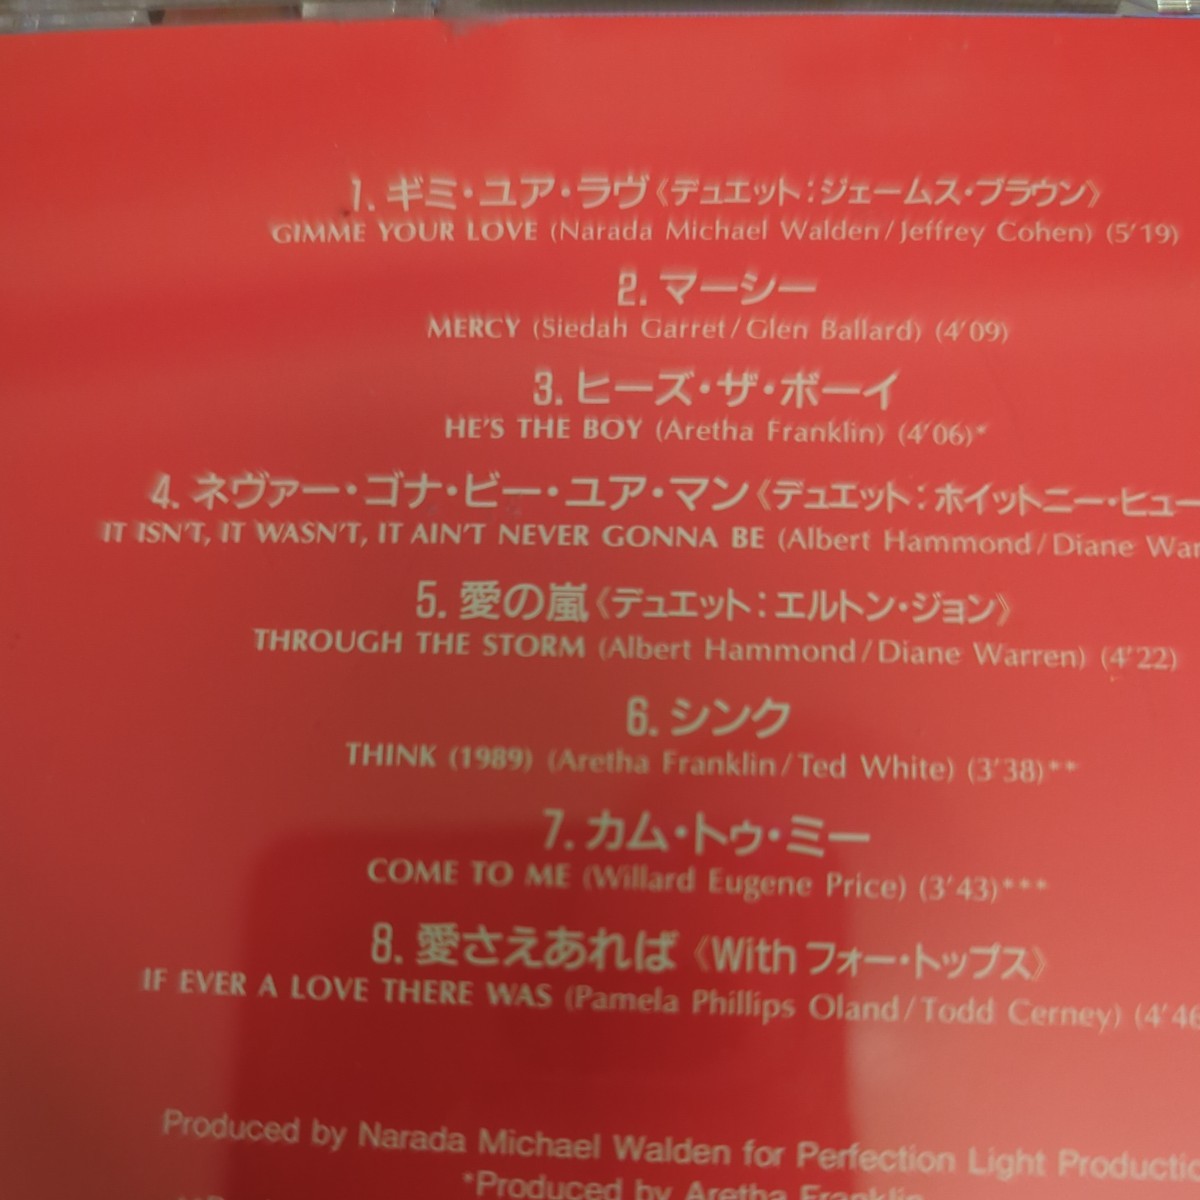 1. ギミ・ユア・ラヴ《デュエット:ジェームス・ブラウン》
GIMME YOUR LOVE (Narada Michael Walden/Jeffrey Cohen) (5'19)
2. マーシー
MERCY (Siedah Garret/Glen Ballard) (4'09)
3. ヒーズ・ザ・ボーイ
HE'S THE BOY (Aretha Franklin) (4'06)*
4. ネヴァー・ゴナ・ビー・ユア・マン《デュエット:ホイットニー・ヒュー
IT ISN'T, IT WASN'T, IT AIN'T NEVER GONNA BE (Albert Hammond/Diane War
5. 愛の嵐《デュエット:エルトン・ジョン》
THROUGH THE STORM (Albert Hammond/Diane Warren) (4'22)
6. シンク
THINK (1989) (Aretha Franklin/Ted White) (3'38)**
7. カム・トゥ・ミー
COME TO ME (Willard Eugene Price) (3'43)***
8. 愛さえあれば《With フォー・トップス》
IF EVER A LOVE THERE WAS (Pamela Phillips Oland/Todd Cerney) (4'46
Produced by Narada Michael Walden for Perfection Light Productio
*Produced by Aretha Franklin